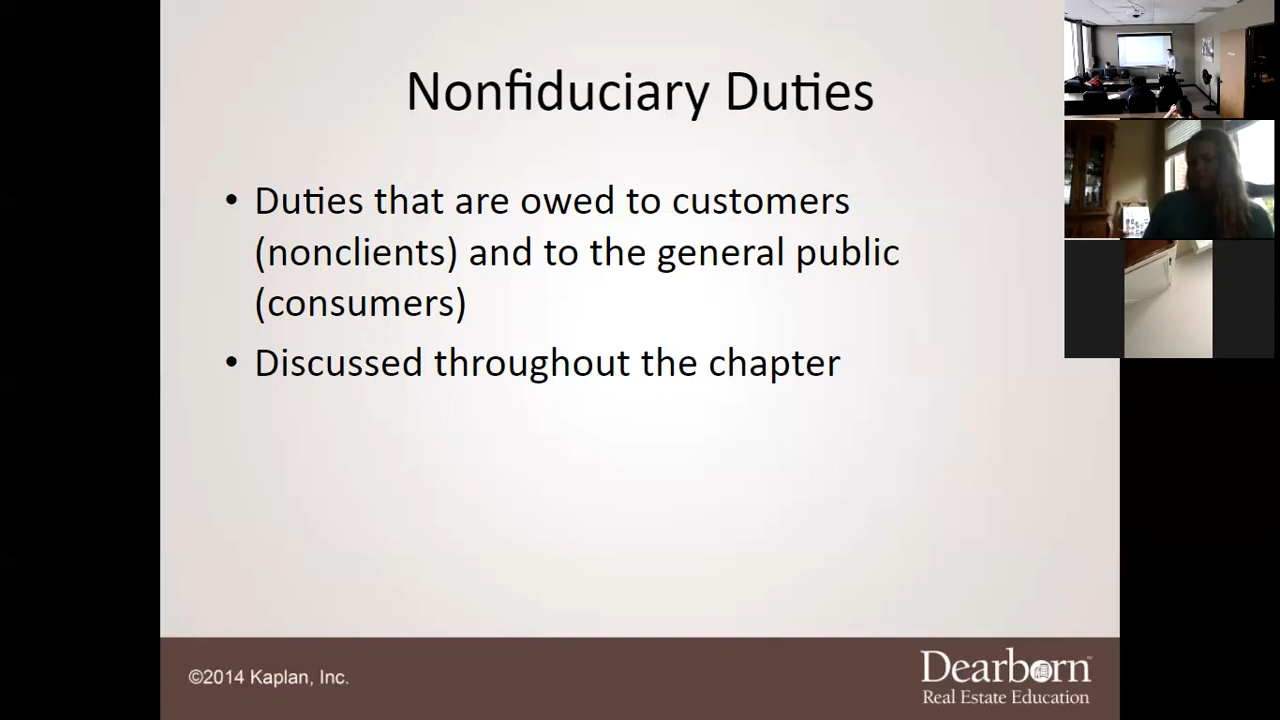 Nonfiduciary Duties
• Duties that are owed to customers
(nonclients) and to the general public
(consumers)
• Discussed throughout the chapter
©2014 Kaplan, Inc.
Dearborn™
Real Estate Education